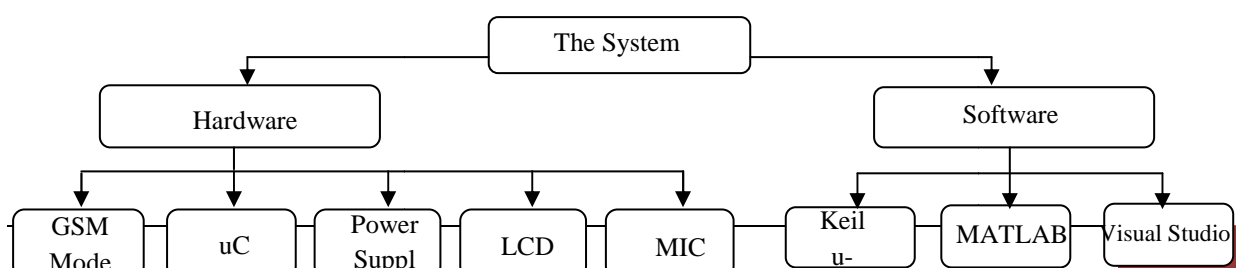 The System
Hardware
Software
GSM
Mode
uC
Power
Suppl
LCD
MIC
Keil
u-
MATLAB
Visual Studio